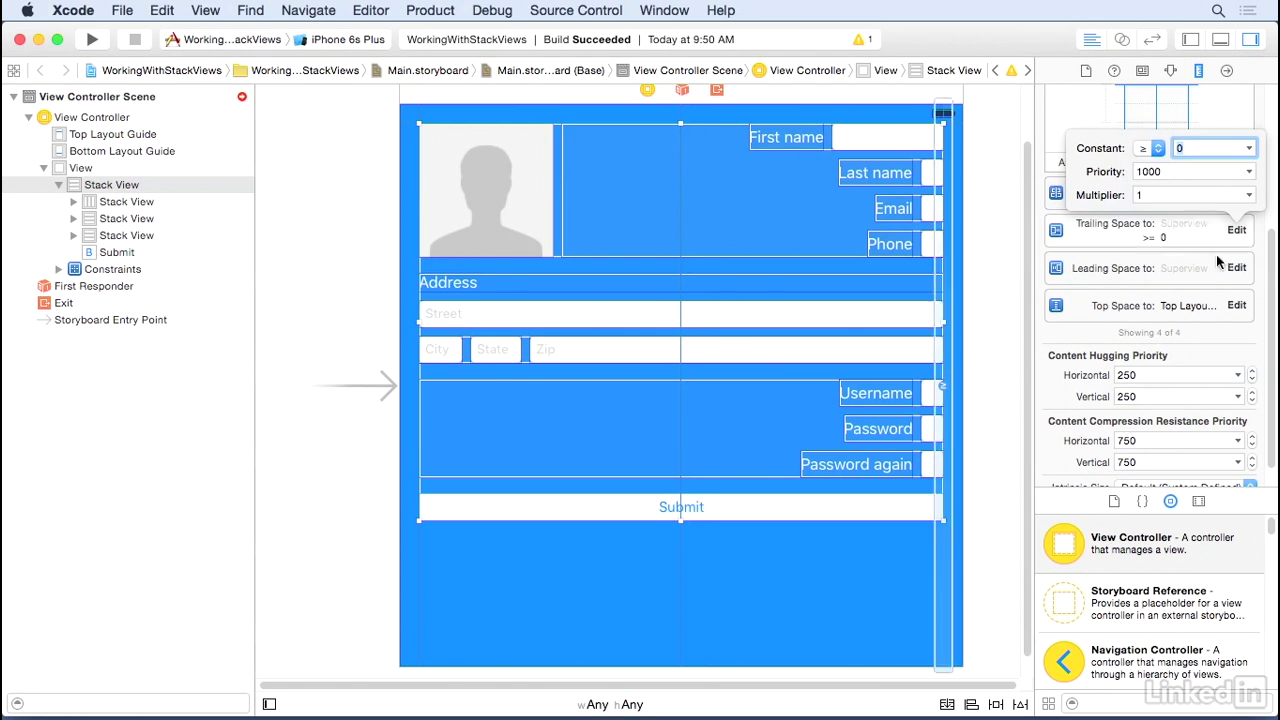 Xcode File Edit View Find Navigate Editor Product Debug Source Control Window Help
Working...ackViews iPhone 6s Plus WorkingWithStackViews Build Succeeded Today at 9:50 AM 1
WorkingWithStackViews Working...StackViews Main.storyboard Main.stor...ard (Base) View Controller Scene View Controller View Stack View
View Controller Scene
View Controller
Top Layout Guide
Bottom Layout Guide
View
Stack View
Stack View
Stack View
Stack View
B Submit
Constraints
First Responder
Exit
Storyboard Entry Point
First name
Last name
Email
Phone
Address
Street
City State Zip
Username
Password
Password again
Submit
wAny hAny
Constant: ≥ 0
Priority: 1000
Multiplier: 1
Trailing Space to: Superview Edit
>= 0
Leading Space to: Superview Edit
Top Space to: Top Layou... Edit
Showing 4 of 4
Content Hugging Priority
Horizontal 250
Vertical 250
Content Compression Resistance Priority
Horizontal 750
Vertical 750
Intrinsic Size Default (System Defined)
{ }
View Controller - A controller
that manages a view.
Storyboard Reference -
Provides a placeholder for a view
controller in an external storybo...
Navigation Controller - A
controller that manages navigation
through a hierarchy of views.
LinkedIn